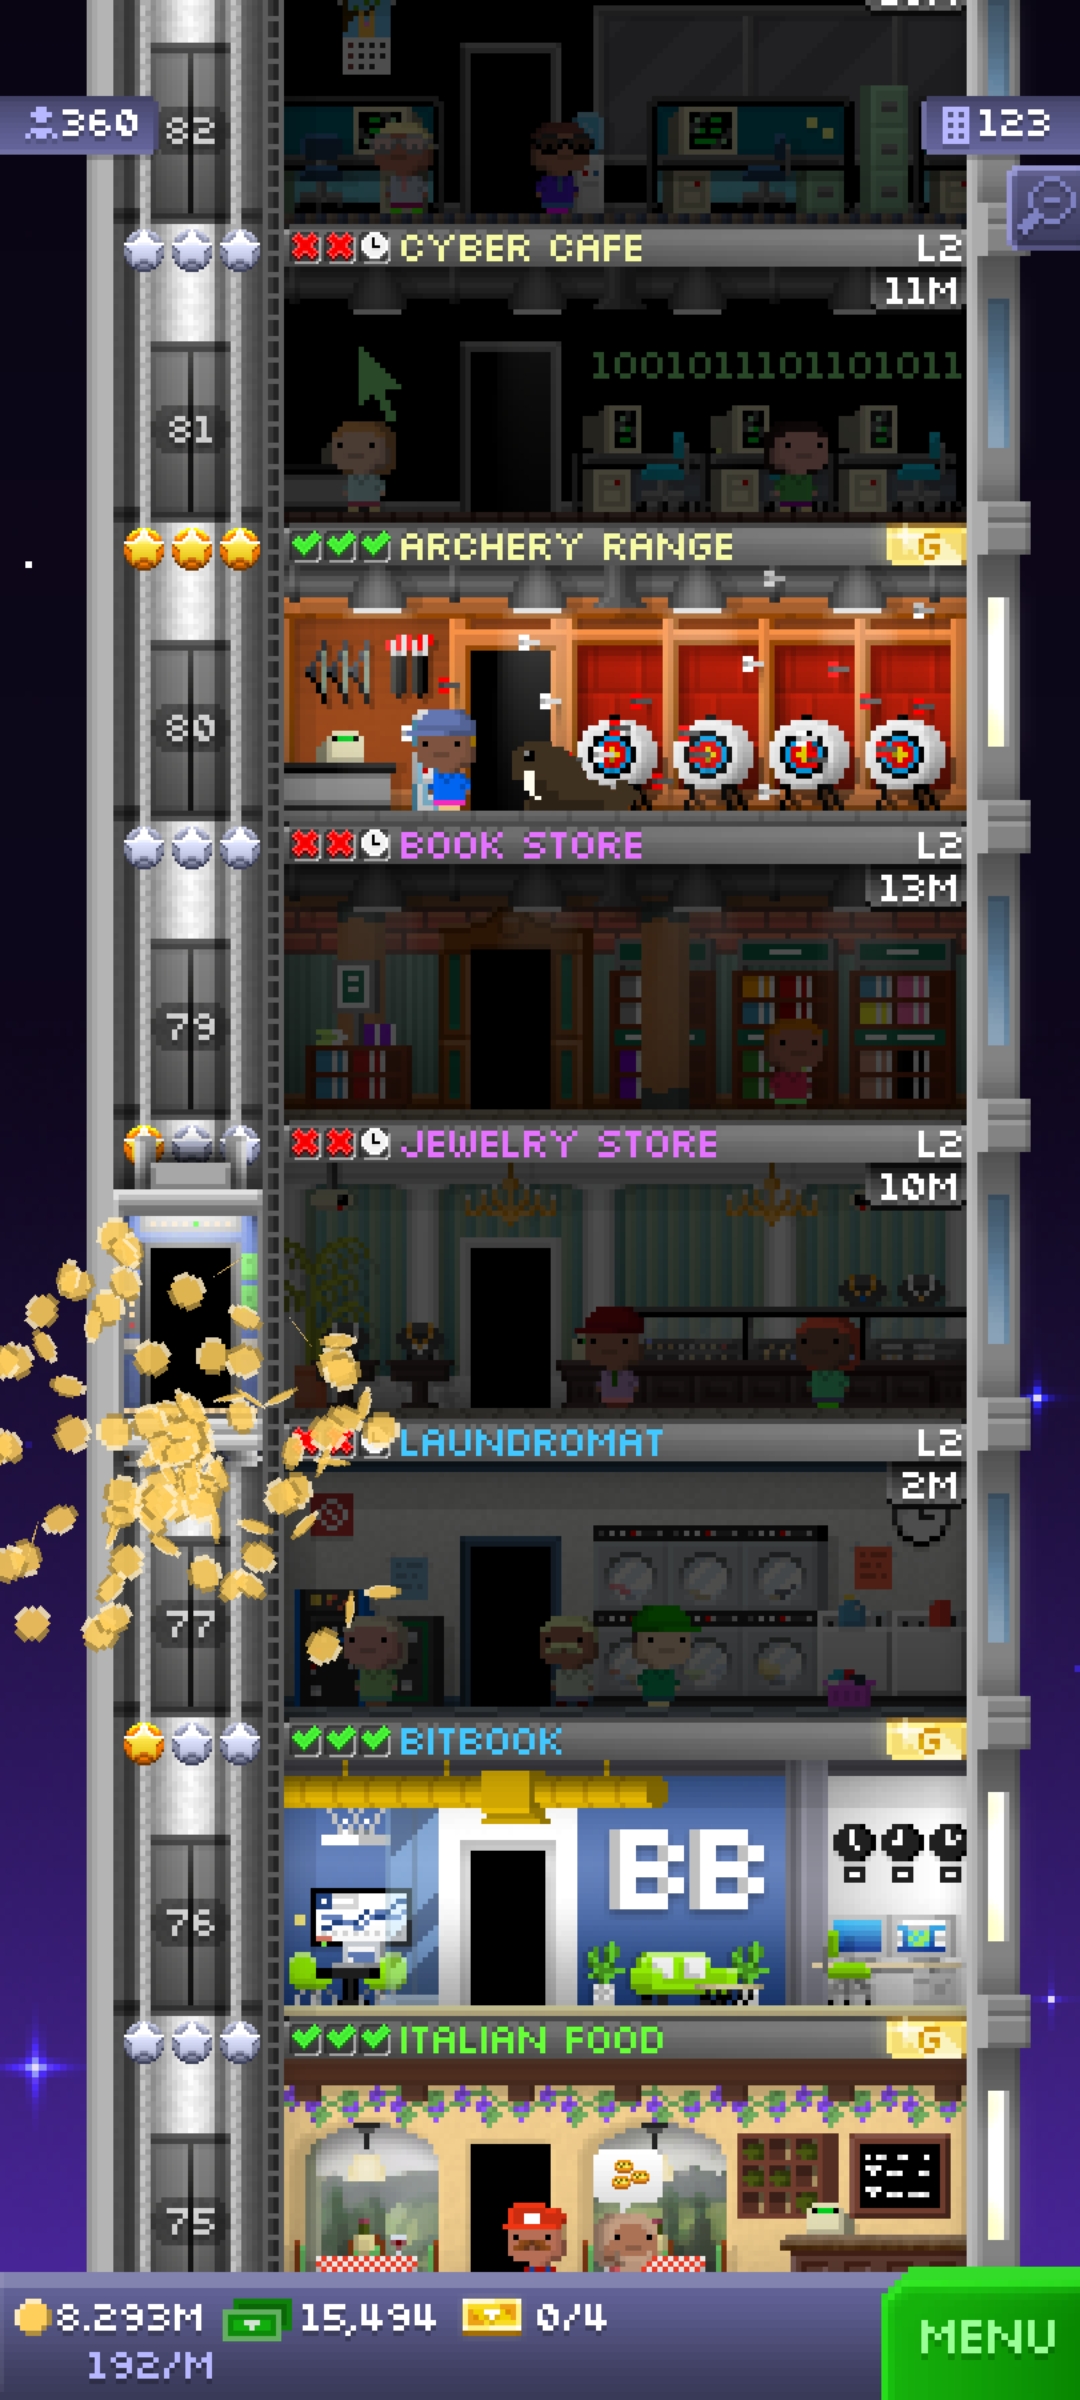 360
82
123
CYBER CAFE L2
11M
100101110110101011
81
ARCHERY RANGE G
80
BOOK STORE L2
13M
79
JEWELRY STORE L2
10M
LAUNDROMAT L2
2M
77
BITBOOK G
BB
76
ITALIAN FOOD G
75
8.293M 15,494 0/4
192/M
MENU